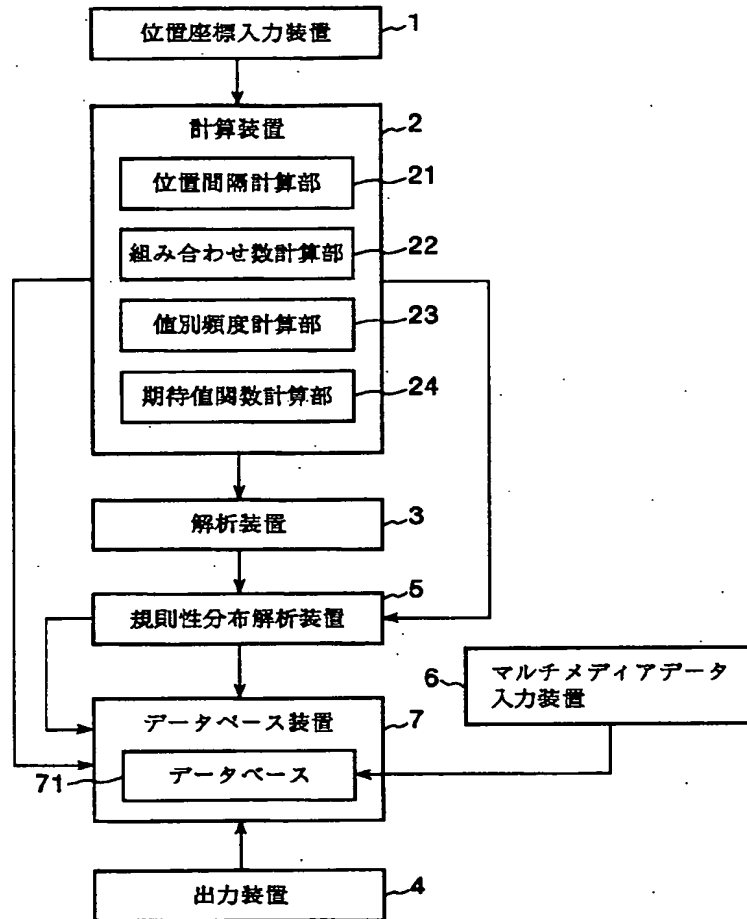 位置座標入力装置
1
計算装置
2
位置間隔計算部
21
組み合わせ数計算部
22
値別頻度計算部
23
期待値関数計算部
24
解析装置
3
規則性分布解析装置
5
マルチメディアデータ
入力装置
6
データベース装置
7
データベース
71
出力装置
4